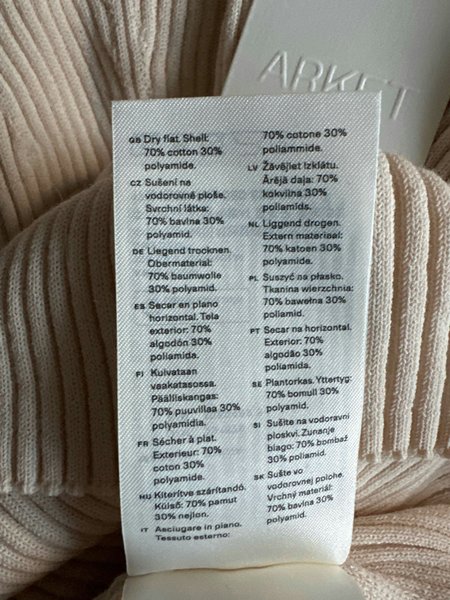 ARKET
GB Dry flat. Shell:
70% cotton 30%
polyamide.
CZ Sušení na
vodorovné ploše.
Svrchní látka:
70% bavlna 30%
polyamid.
DE Liegend trocknen.
Obermaterial:
70% baumwolle
30% polyamid.
ES Secar en plano
horizontal. Tela
exterior: 70%
algodón 30%
poliamida.
FI Kuivataan
vaakatasossa.
Päälliskangas:
70% puuvillaa 30%
polyamidia.
FR Sécher à plat.
Exterieur: 70%
coton 30%
polyamide.
HU Kiterítve szárítandó.
Külső: 70% pamut
30% nejlon.
IT Asciugare in piano.
Tessuto esterno:
70% cotone 30%
poliammide.
LV Žāvējiet izklātu.
Ārējā daļa: 70%
kokvilna 30%
poliamīds.
NL Liggend drogen.
Extern materiaal:
70% katoen 30%
polyamide.
PL Suszyć na płasko.
Tkanina wierzchnia:
70% bawełna 30%
poliamid.
PT Secar na horizontal.
Exterior: 70%
algodão 30%
poliamida.
SE Plantorkas. Yttertyg:
70% bomull 30%
polyamid.
SI Sušite na vodoravni
ploskvi. Zunanje
blago: 70% bombaž
30% poliamid.
SK Sušte vo
vodorovnej polohe.
Vrchný materiál:
70% bavlna 30%
polyamid.